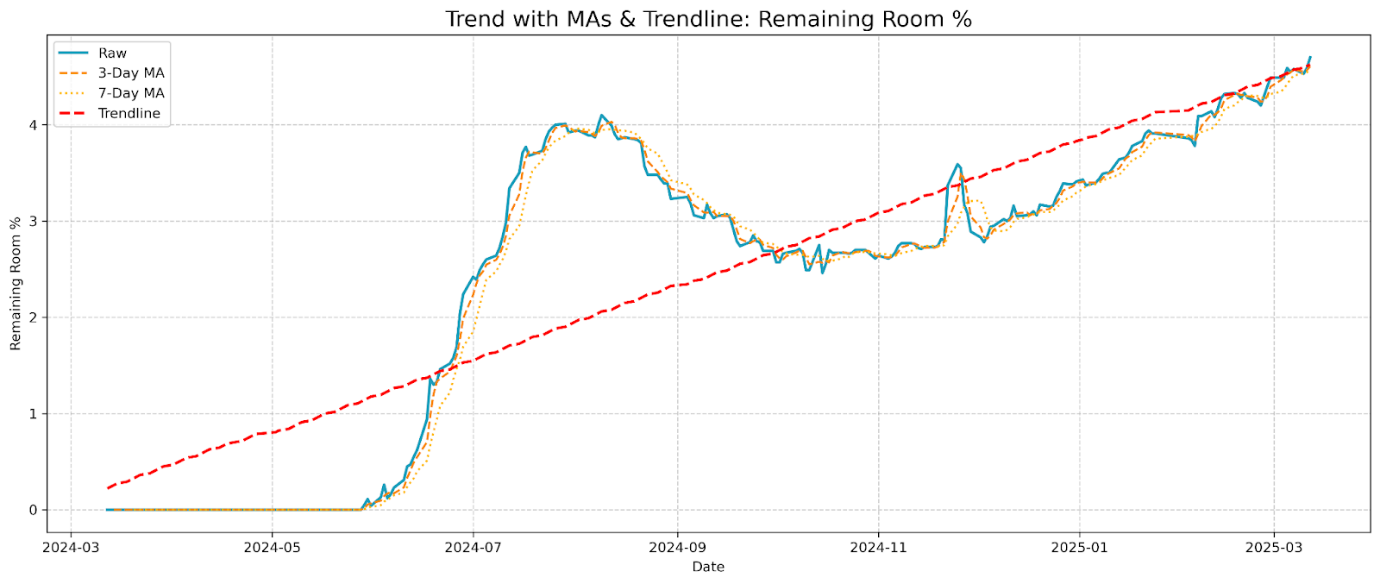 Trend with MAs & Trendline: Remaining Room %
Raw
3-Day MA
7-Day MA
Trendline
Remaining Room %
4
3
2
1
0
2024-03
2024-05
2024-07
2024-09
2024-11
2025-01
2025-03
Date